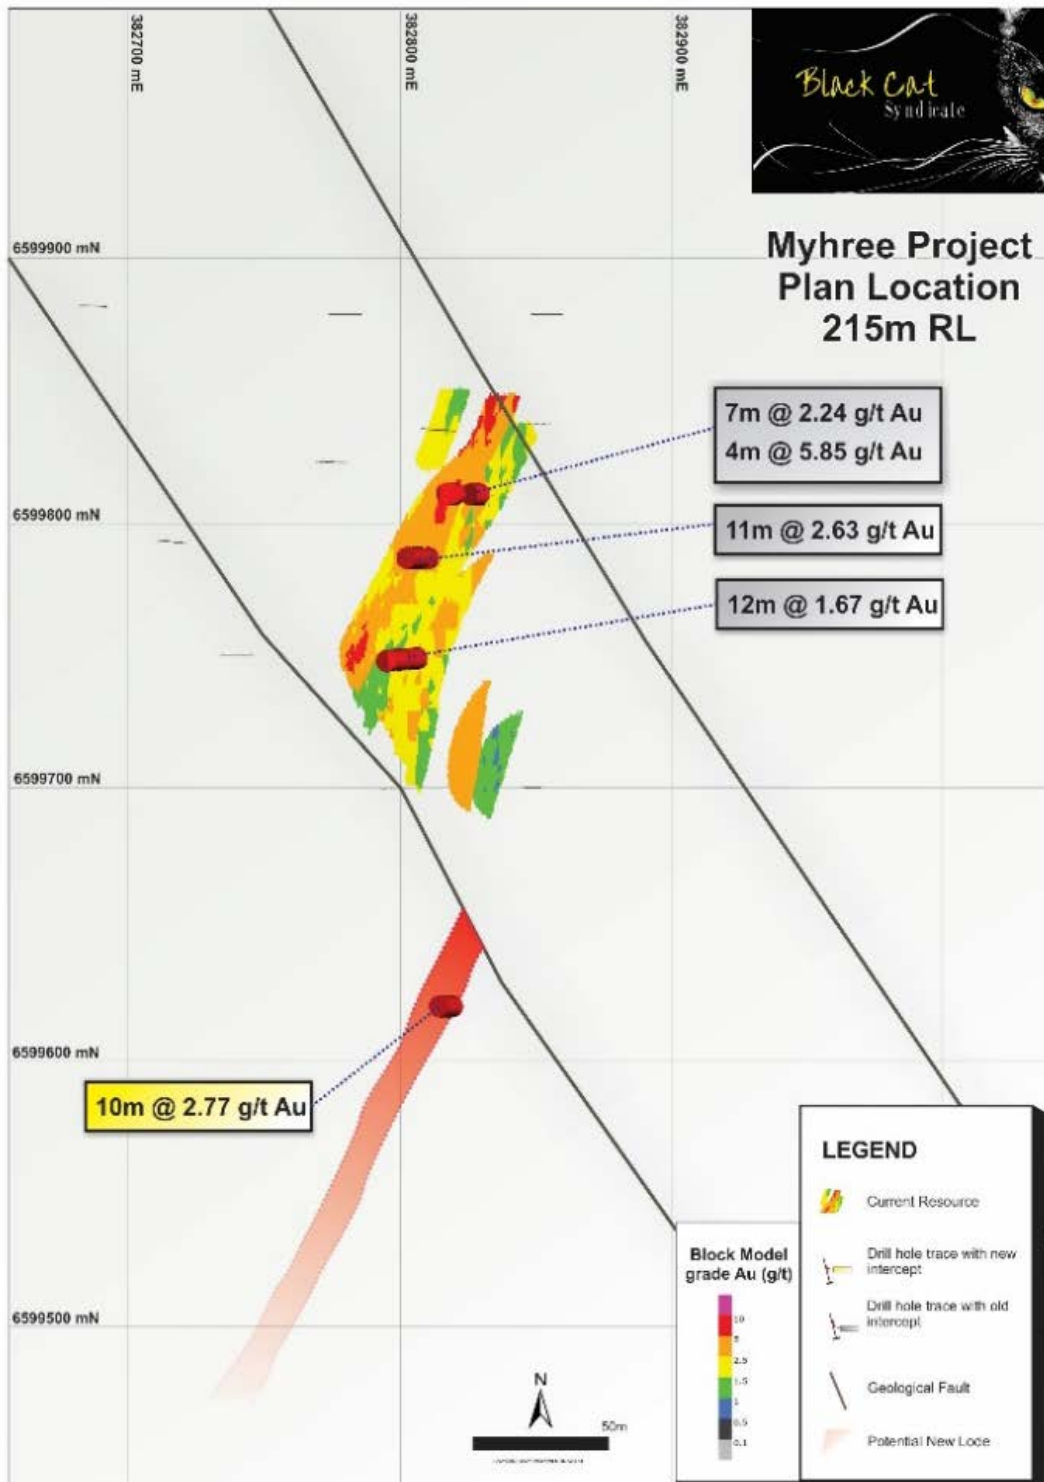 382700 mE
382800 mE
382900 mE
Black Cat
Syndicate
6599900 mN
Myhree Project
Plan Location
215m RL
7m @ 2.24 g/t Au
4m @ 5.85 g/t Au
6599800 mN
11m @ 2.63 g/t Au
12m @ 1.67 g/t Au
6599700 mN
6599600 mN
10m @ 2.77 g/t Au
6599500 mN
N
50m
Block Model
grade Au (g/t)
10
5
2.5
1.5
1
0.5
0.1
LEGEND
Current Resource
Drill hole trace with new
intercept
Drill hole trace with old
intercept
Geological Fault
Potential New Lode